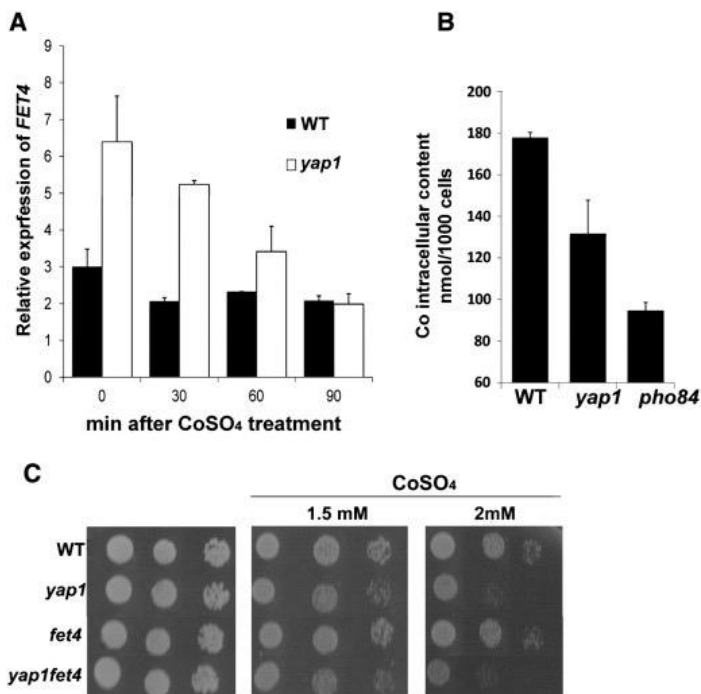 A
Relative exprfession of FET4
9
8
7
6
5
4
3
2
1
0
WT
yap1
0 30 60 90
min after CoSO₄ treatment
B
Co intracellular content
nmol/1000 cells
200
180
160
140
120
100
80
60
WT yap1 pho84
C
CoSO₄
1.5 mM 2mM
WT
yap1
fet4
yap1fet4